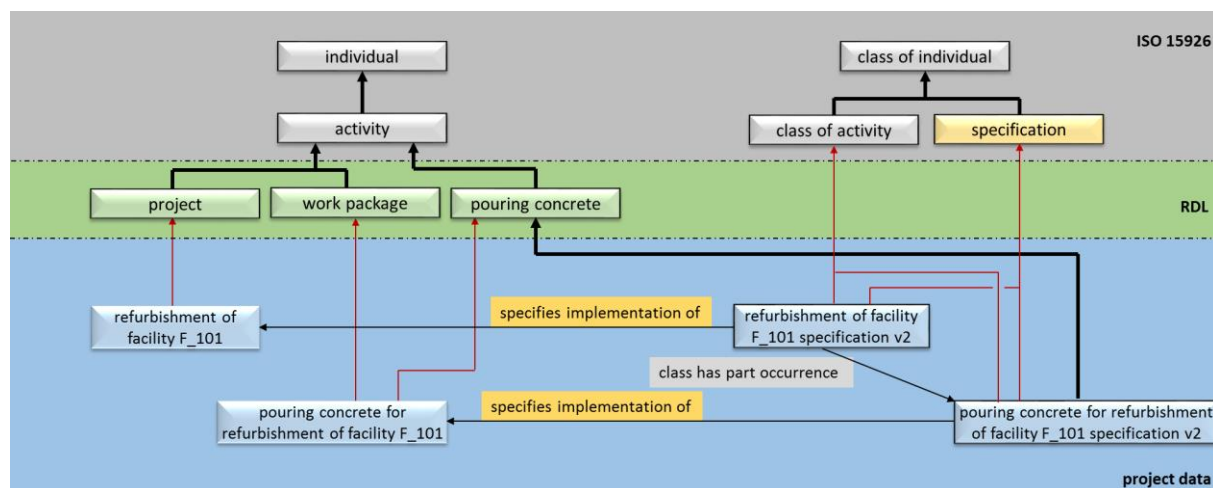 ISO 15926
individual
class of individual
activity
class of activity
specification
project
work package
pouring concrete
RDL
refurbishment of
facility F_101
specifies implementation of
refurbishment of facility
F_101 specification v2
class has part occurrence
pouring concrete for
refurbishment of facility F_101
specifies implementation of
pouring concrete for refurbishment
of facility F_101 specification v2
project data